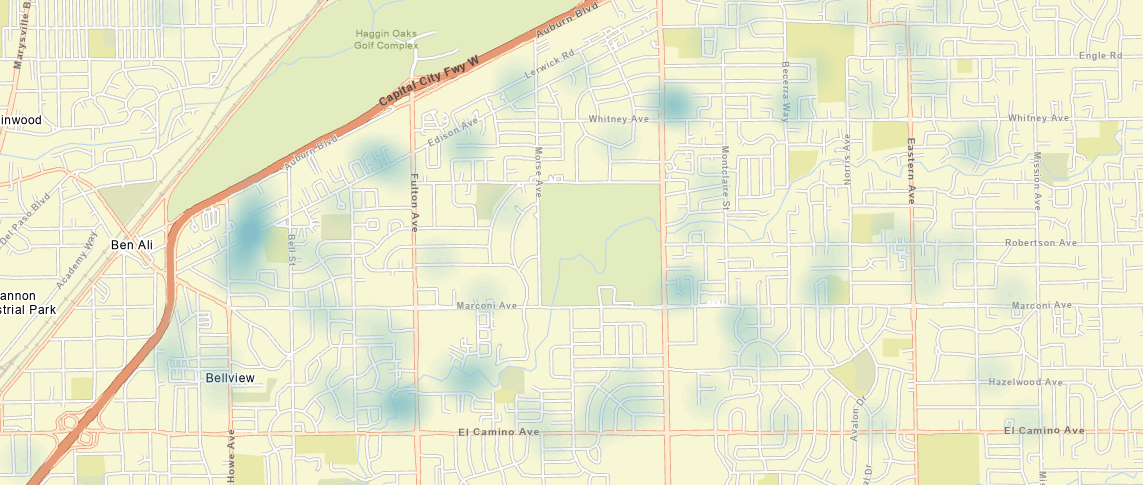 Marysville B
Haggin Oaks
Golf Complex
Auburn Blvd
Capital City Fwy W
Lerwick Rd
Becerra Way
Engle Rd
inwood
Whitney Ave
Whitney Ave
Edison Ave
Auburn Blvd
Morse Ave
Fulton Ave
Montclaire St
Norris Ave
Eastern Ave
Mission Ave
Del Paso Blvd
Academy Way
Ben Ali
Bell St
Robertson Ave
annon
strial Park
Marconi Ave
Marconi Ave
Bellview
Hazelwood Ave
Avalon Dr
El Camino Ave
El Camino Ave
Howe Ave
al Dr
Mis